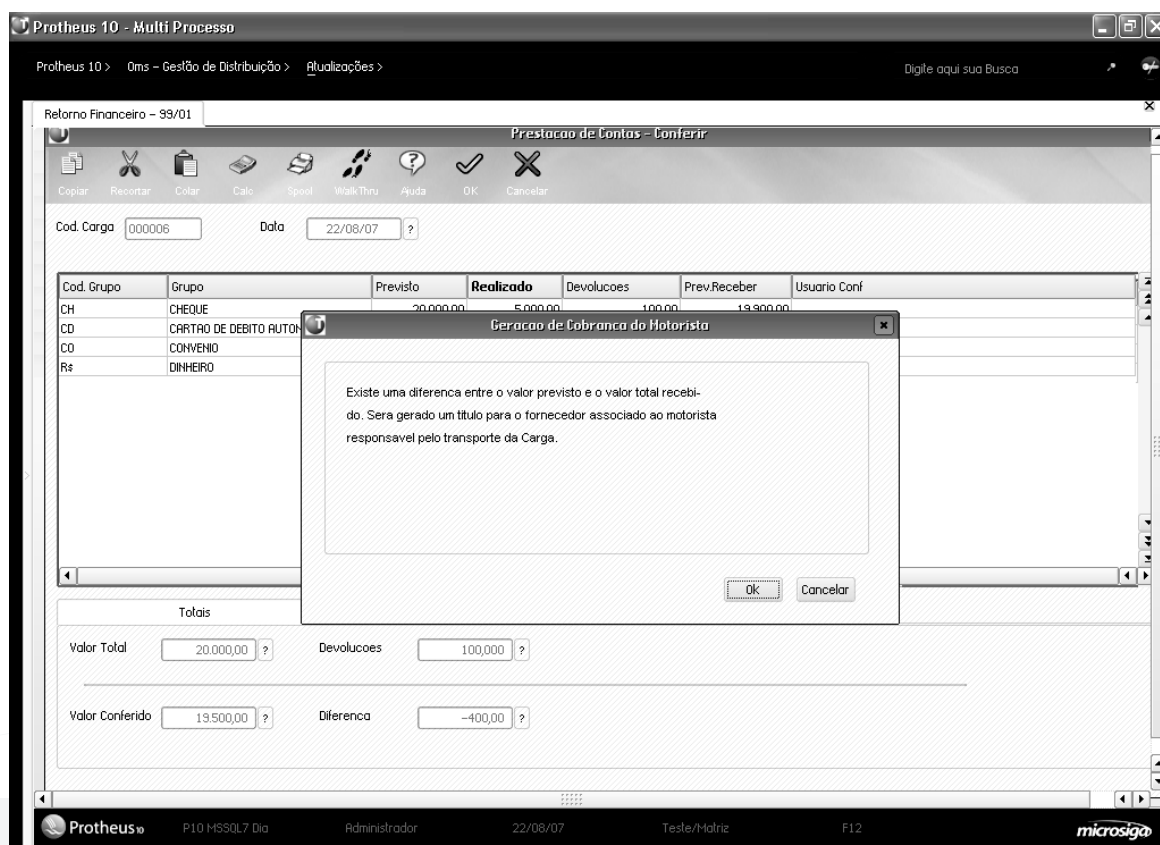 Protheus 10 - Multi Processo
Protheus 10 > Oms - Gestão de Distribuição > Atualizações > Digite aqui sua Busca
Retorno Financeiro - 99/01
Prestacao de Contas - Conferir
Copiar Recortar Colar Calc Spool WalkThru Ajuda OK Cancelar
Cod. Carga 000006 Data 22/08/07 ?
Cod. Grupo Grupo Previsto Realizado Devolucoes Prev.Receber Usuario Conf
CH CHEQUE 20.000,00 5.000,00 100,00 19.900,00
CD CARTAO DE DEBITO AUTOM
CO CONVENIO
R$ DINHEIRO
Geracao de Cobranca do Motorista
Existe uma diferenca entre o valor previsto e o valor total recebi-
do. Sera gerado um titulo para o fornecedor associado ao motorista
responsavel pelo transporte da Carga.
Ok Cancelar
Totais
Valor Total 20.000,00 ? Devolucoes 100,000 ?
Valor Conferido 19.500,00 ? Diferenca -400,00 ?
Protheus10 P10 MSSQL7 Dia Administrador 22/08/07 Teste/Matriz F12 microsiga